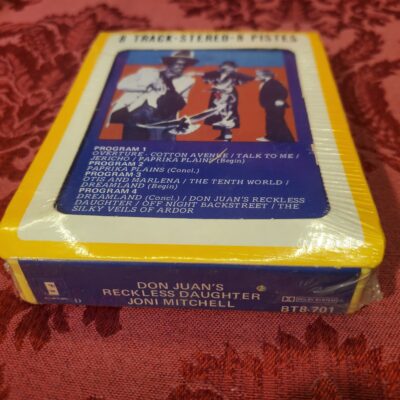 8 TRACK-STEREO-8 PISTES
PROGRAM 1
OVERTURE - COTTON AVENUE / TALK TO ME /
JERICHO / PAPRIKA PLAINS (Begin)
PROGRAM 2
PAPRIKA PLAINS (Concl.)
PROGRAM 3
OTIS AND MARLENA / THE TENTH WORLD /
DREAMLAND (Begin)
PROGRAM 4
DREAMLAND (Concl.) / DON JUAN'S RECKLESS
DAUGHTER / OFF NIGHT BACKSTREET / THE
SILKY VEILS OF ARDOR
DON JUAN'S
RECKLESS DAUGHTER
JONI MITCHELL
DOLBY SYSTEM
BT8-701